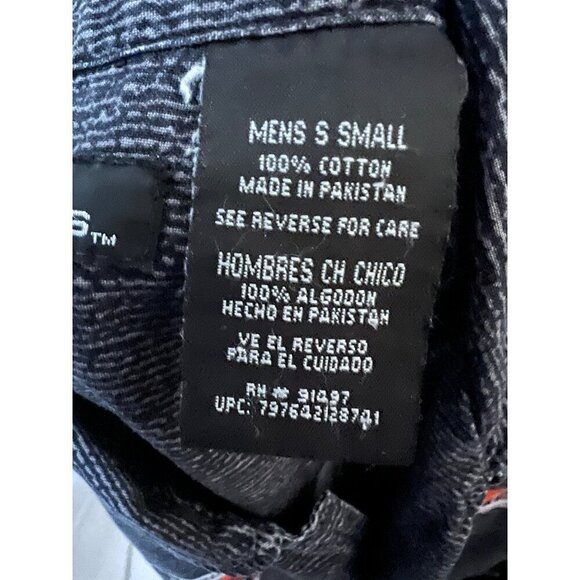 MENS S SMALL
100% COTTON
MADE IN PAKISTAN
SEE REVERSE FOR CARE
HOMBRES CH CHICO
100% ALGODON
HECHO EN PAKISTAN
VE EL REVERSO
PARA EL CUIDADO
RN # 91497
UPC: 797642128741
S™